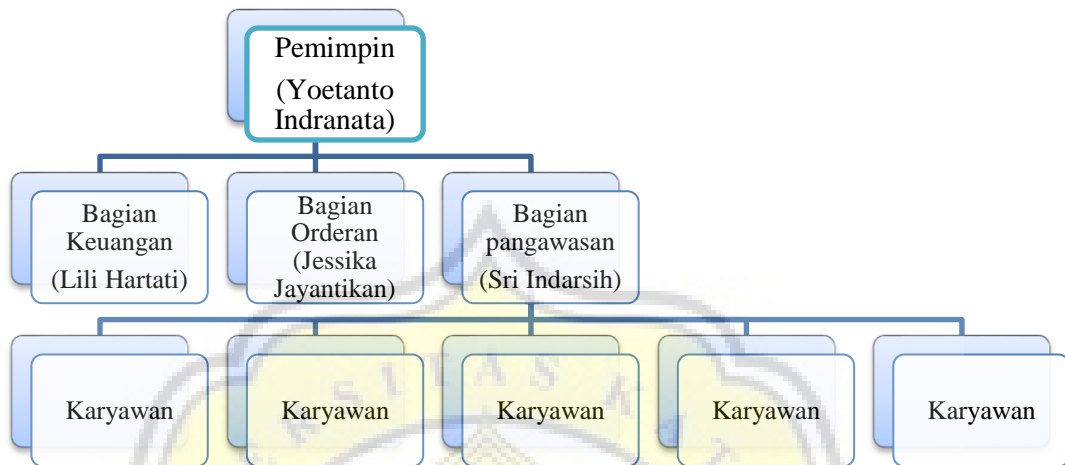 Pemimpin
(Yoetanto
Indranata)
Bagian
Keuangan
(Lili Hartati)
Bagian
Orderan
(Jessika
Jayantikan)
Bagian
pangawasan
(Sri Indarsih)
Karyawan
Karyawan
Karyawan
Karyawan
Karyawan